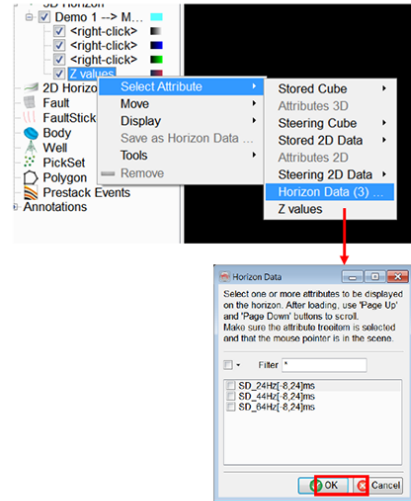 3D Horizon
Demo 1 --> M...
<right-click>
<right-click>
<right-click>
Z values
2D Horizo
Fault
FaultStick
Body
Well
PickSet
Polygon
Prestack Events
Annotations
Select Attribute
Move
Display
Save as Horizon Data ...
Tools
Remove
Stored Cube
Attributes 3D
Steering Cube
Stored 2D Data
Attributes 2D
Steering 2D Data
Horizon Data (3) ...
Z values
Horizon Data
Select one or more attributes to be displayed
on the horizon. After loading, use 'Page Up'
and 'Page Down' buttons to scroll.
Make sure the attribute treeitem is selected
and that the mouse pointer is in the scene.
Filter *
SD_24Hz[-8,24]ms
SD_44Hz[-8,24]ms
SD_64Hz[-8,24]ms
OK Cancel